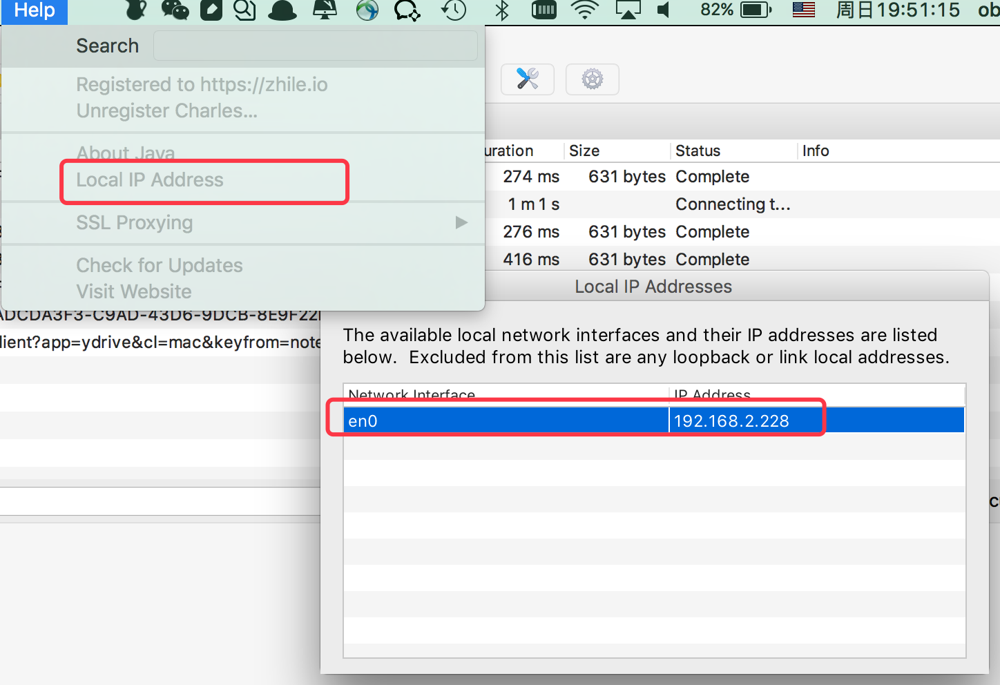 Help
82%
周日19:51:15 ob
Search
Registered to https://zhile.io
Unregister Charles...
About Java
Local IP Address
SSL Proxying
Check for Updates
Visit Website
uration Size Status Info
274 ms 631 bytes Complete
1 m 1 s Connecting t...
276 ms 631 bytes Complete
416 ms 631 bytes Complete
ADCDA3F3-C9AD-43D6-9DCB-8E9F22
lient?app=ydrive&cl=mac&keyfrom=note
Local IP Addresses
The available local network interfaces and their IP addresses are listed
below. Excluded from this list are any loopback or link local addresses.
Network Interface IP Address
en0 192.168.2.228